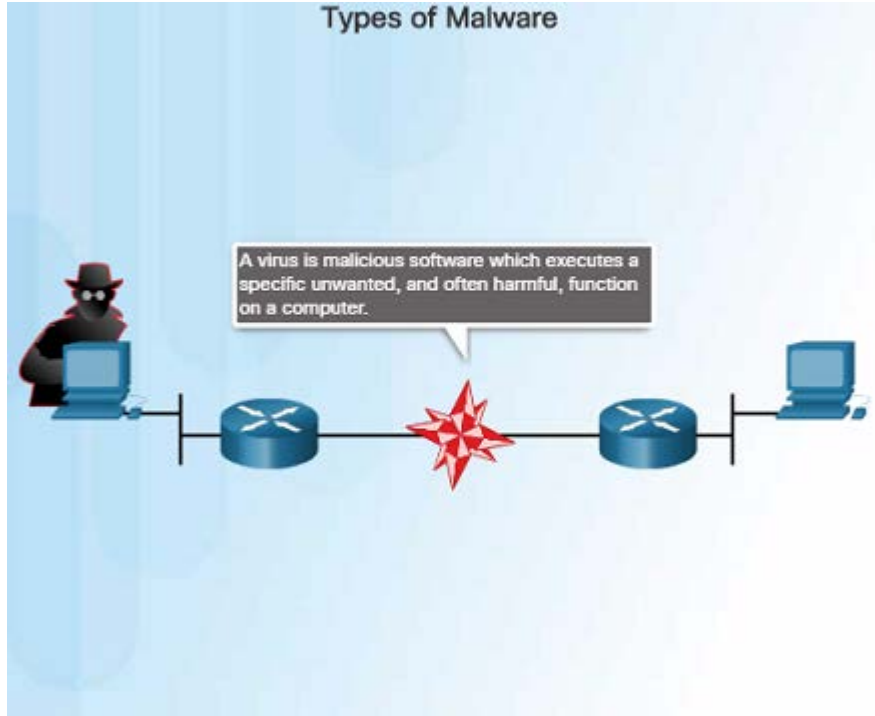 Types of Malware
A virus is malicious software which executes a
specific unwanted, and often harmful, function
on a computer.